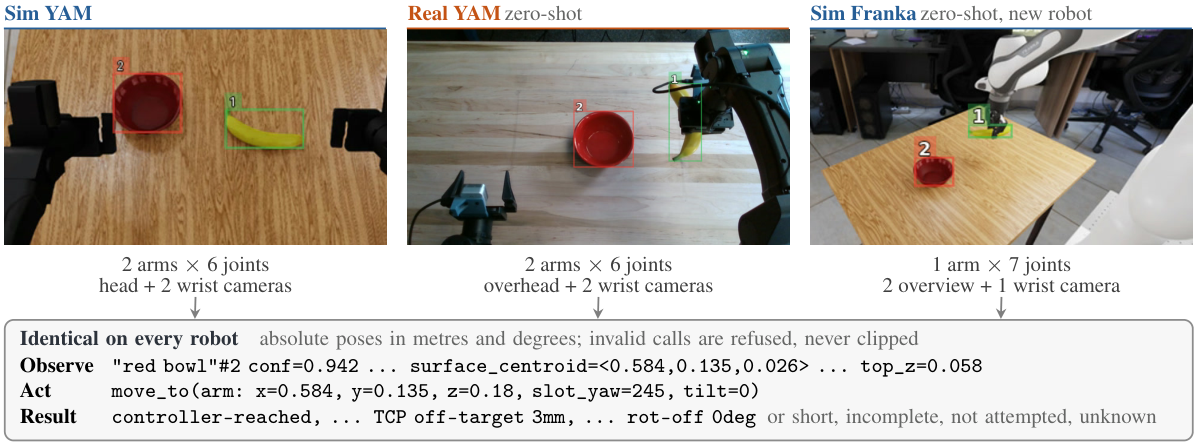 Sim YAM
Real YAM zero-shot
Sim Franka zero-shot, new robot
2
1
1
2
1
2
2 arms × 6 joints
head + 2 wrist cameras
2 arms × 6 joints
overhead + 2 wrist cameras
1 arm × 7 joints
2 overview + 1 wrist camera
Identical on every robot absolute poses in metres and degrees; invalid calls are refused, never clipped
Observe "red bowl"#2 conf=0.942 ... surface_centroid=<0.584,0.135,0.026> ... top_z=0.058
Act move_to(arm: x=0.584, y=0.135, z=0.18, slot_yaw=245, tilt=0)
Result controller-reached, ... TCP off-target 3mm, ... rot-off 0deg or short, incomplete, not attempted, unknown